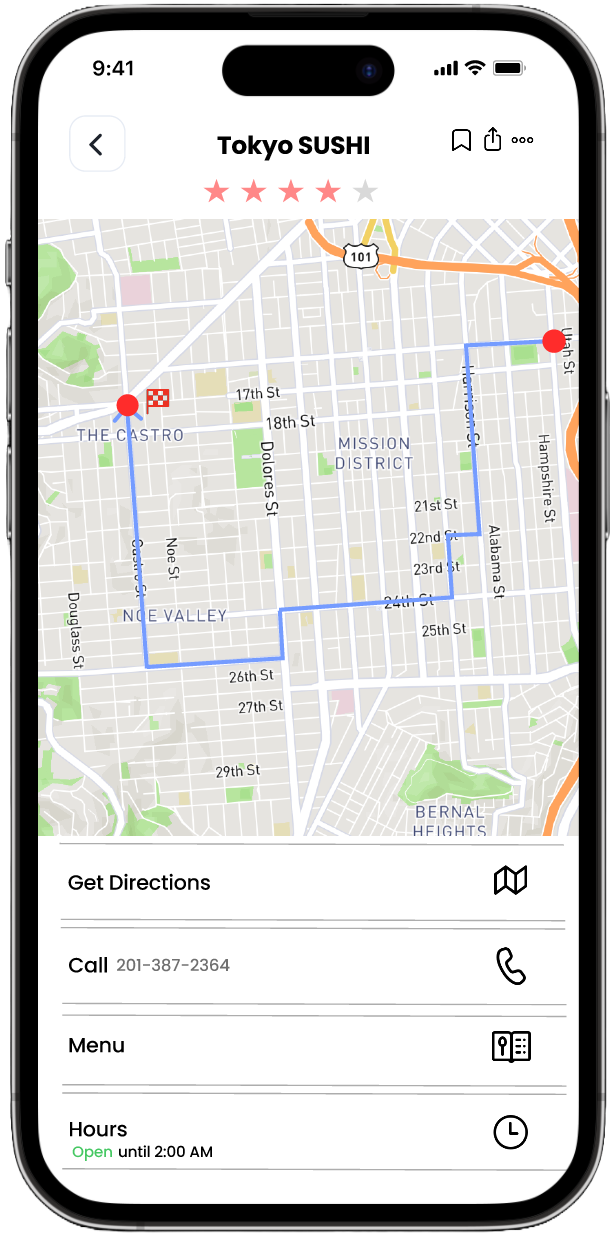 9:41
Tokyo SUSHI
101
Utah St
17th St
Harrison St
18th St
THE CASTRO
MISSION
DISTRICT
Dolores St
Hampshire St
21st St
22nd St
Alabama St
Castro St
Noe St
23rd St
24th St
Douglass St
NOE VALLEY
25th St
26th St
27th St
29th St
BERNAL
HEIGHTS
Get Directions
Call 201-387-2364
Menu
Hours
Open until 2:00 AM